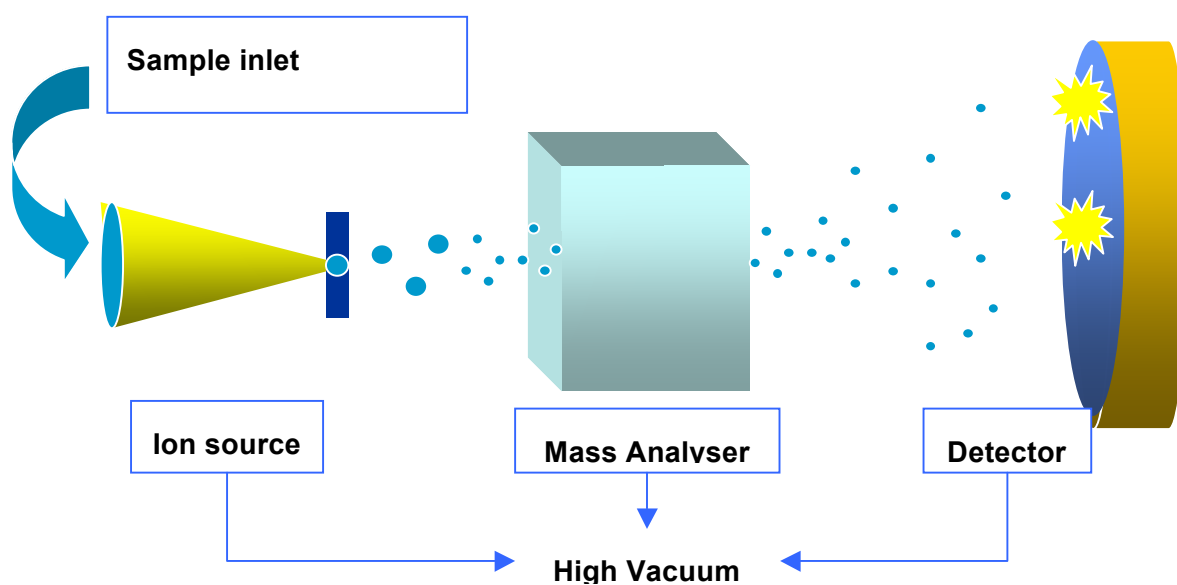 Sample inlet
Ion source
Mass Analyser
Detector
High Vacuum